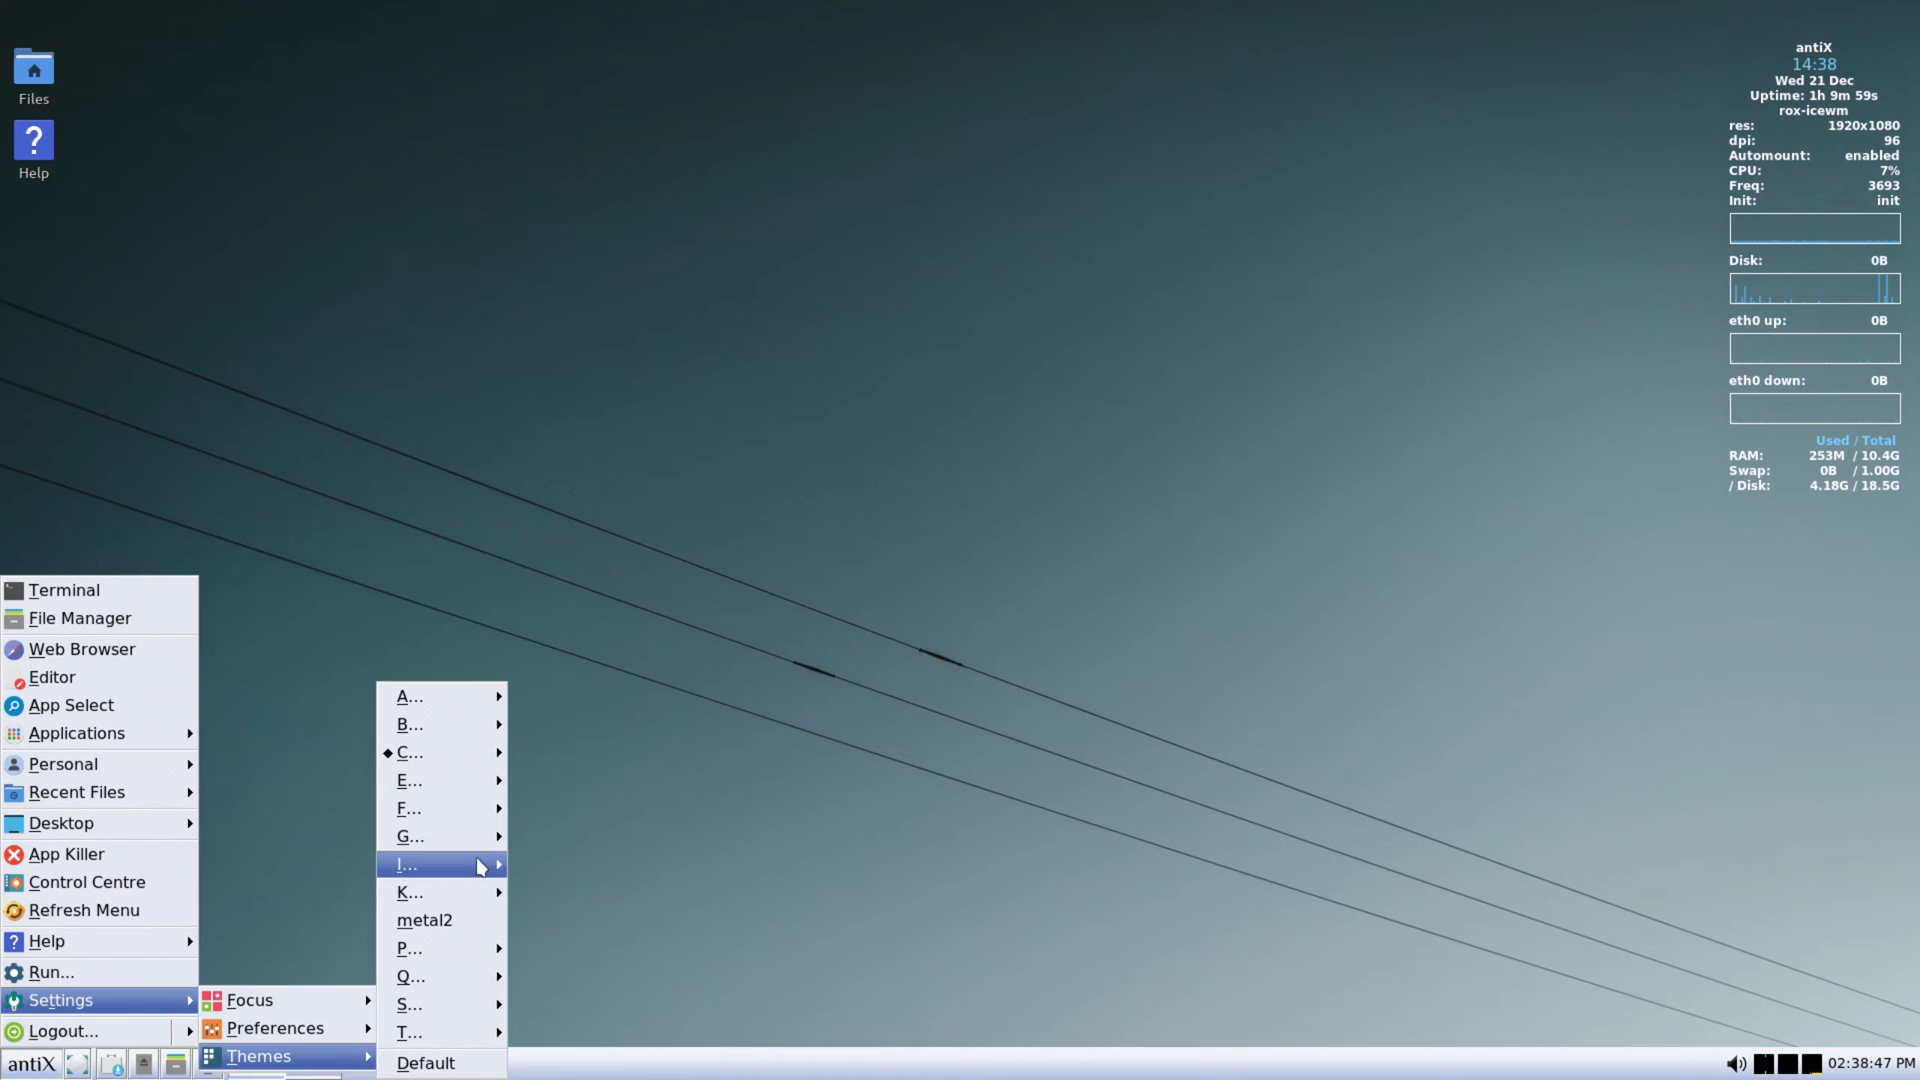 Files
Help
antiX
14:38
Wed 21 Dec
Uptime: 1h 9m 59s
rox-icewm
res: 1920x1080
dpi: 96
Automount: enabled
CPU: 7%
Freq: 3693
Init: init
Disk: 0B
eth0 up: 0B
eth0 down: 0B
Used / Total
RAM: 253M / 10.4G
Swap: 0B / 1.00G
/ Disk: 4.18G / 18.5G
Terminal
File Manager
Web Browser
Editor
App Select
Applications
Personal
Recent Files
Desktop
App Killer
Control Centre
Refresh Menu
Help
Run...
Settings
Logout...
Focus
Preferences
Themes
A...
B...
C...
E...
F...
G...
I...
K...
metal2
P...
Q...
S...
T...
Default
antiX
02:38:47 PM